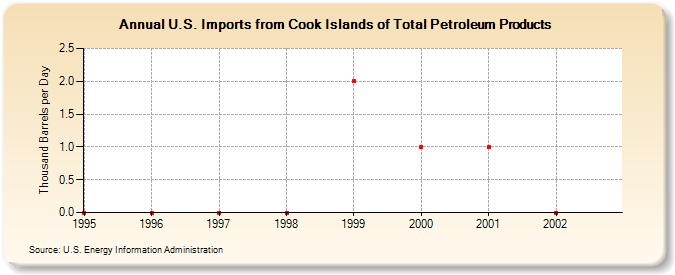 Annual U.S. Imports from Cook Islands of Total Petroleum Products
Thousand Barrels per Day
2.5
2.0
1.5
1.0
0.5
0.0
1995 1996 1997 1998 1999 2000 2001 2002
Source: U.S. Energy Information Administration